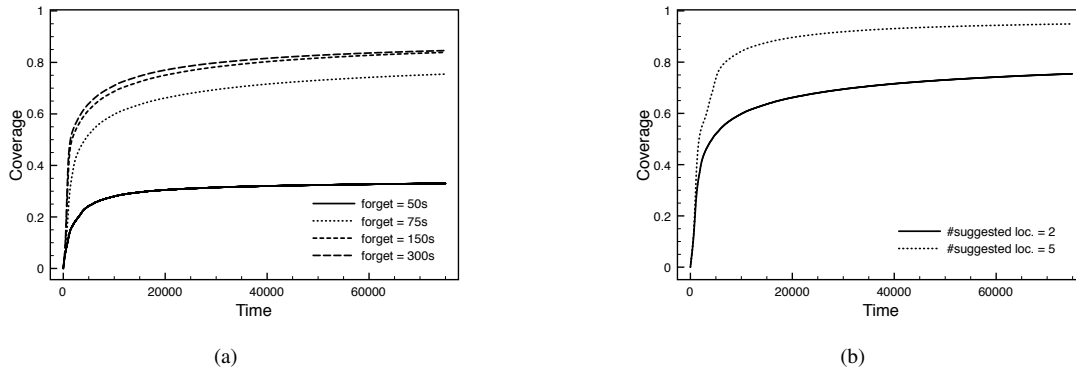 1
0.8
0.6
0.4
0.2
0
Coverage
0 20000 40000 60000
Time
forget = 50s
forget = 75s
forget = 150s
forget = 300s
(a)
1
0.8
0.6
0.4
0.2
0
Coverage
0 20000 40000 60000
Time
#suggested loc. = 2
#suggested loc. = 5
(b)